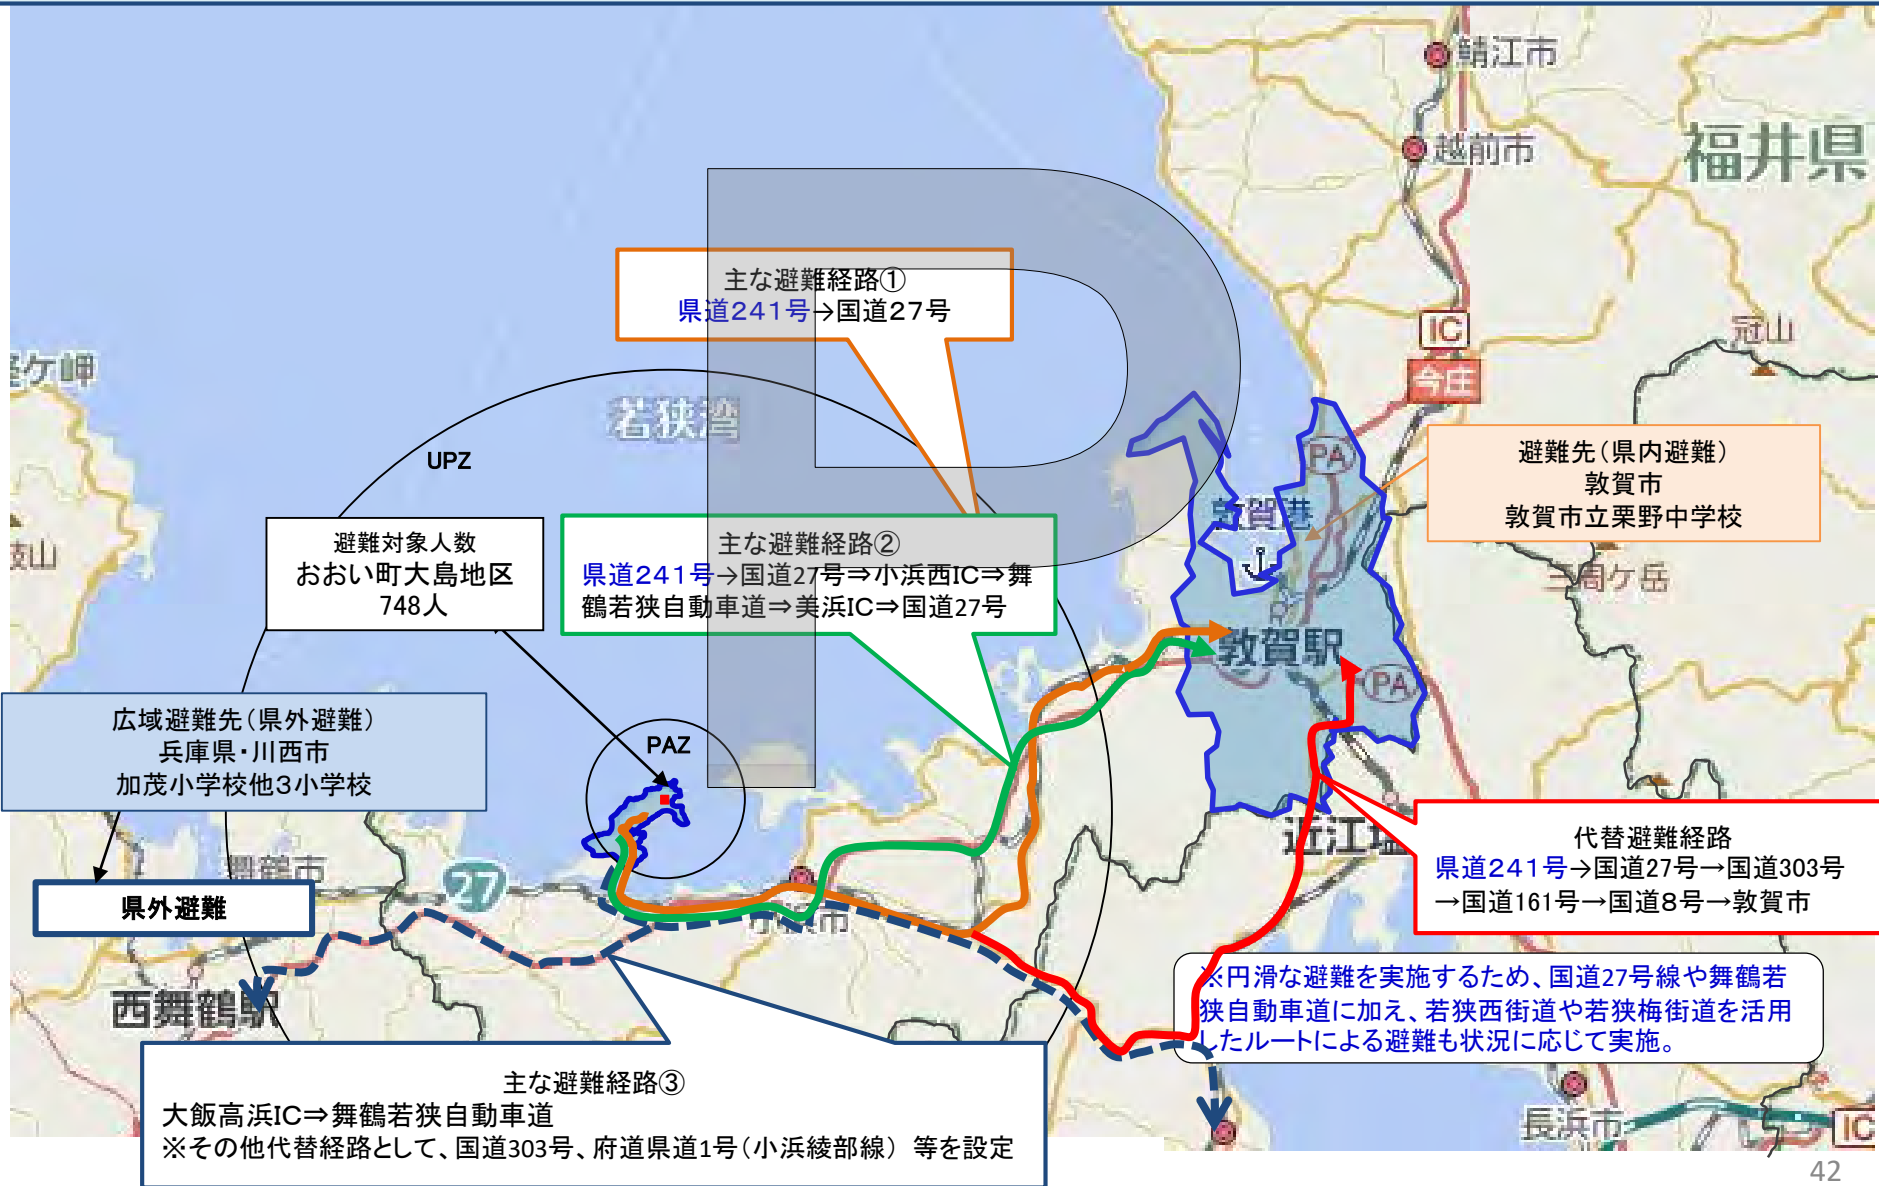 鯖江市
越前市
福井県
主な避難経路①
県道241号→国道27号
IC
冠山
今庄
ケ岬
若狭湾
UPZ
PA
避難先(県内避難)
敦賀市
敦賀市立粟野中学校
敦賀港
避難対象人数
おおい町大島地区
748人
主な避難経路②
県道241号→国道27号⇒小浜西IC⇒舞
鶴若狭自動車道⇒美浜IC⇒国道27号
三周ケ岳
敦賀駅
PA
広域避難先(県外避難)
兵庫県・川西市
加茂小学校他3小学校
PAZ
代替避難経路
県道241号→国道27号→国道303号
→国道161号→国道8号→敦賀市
近江塩
舞鶴市
27
県外避難
小浜市
※円滑な避難を実施するため、国道27号線や舞鶴若
狭自動車道に加え、若狭西街道や若狭梅街道を活用
したルートによる避難も状況に応じて実施。
西舞鶴駅
主な避難経路③
大飯高浜IC⇒舞鶴若狭自動車道
※その他代替経路として、国道303号、府道県道1号(小浜綾部線) 等を設定
長浜市
IC
P
42